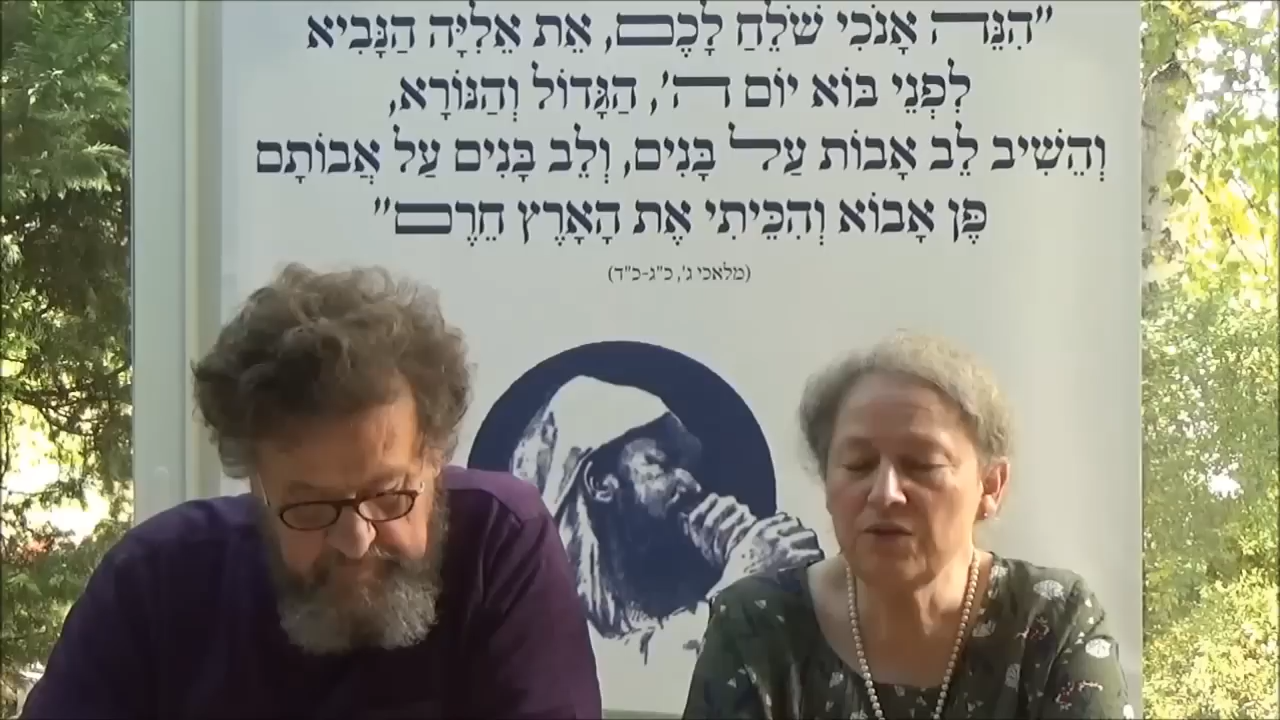 "הִנֵּה אָנֹכִי שֹׁלֵחַ לָכֶם, אֵת אֵלִיָּה הַנָּבִיא
לִפְנֵי בּוֹא יוֹם ה', הַגָּדוֹל וְהַנּוֹרָא,
וְהֵשִׁיב לֵב אָבוֹת עַל בָּנִים, וְלֵב בָּנִים עַל אֲבוֹתָם
פֶּן אָבוֹא וְהִכֵּיתִי אֶת הָאָרֶץ חֵרֶם"
(מלאכי ג', כ"ג-כ"ד)